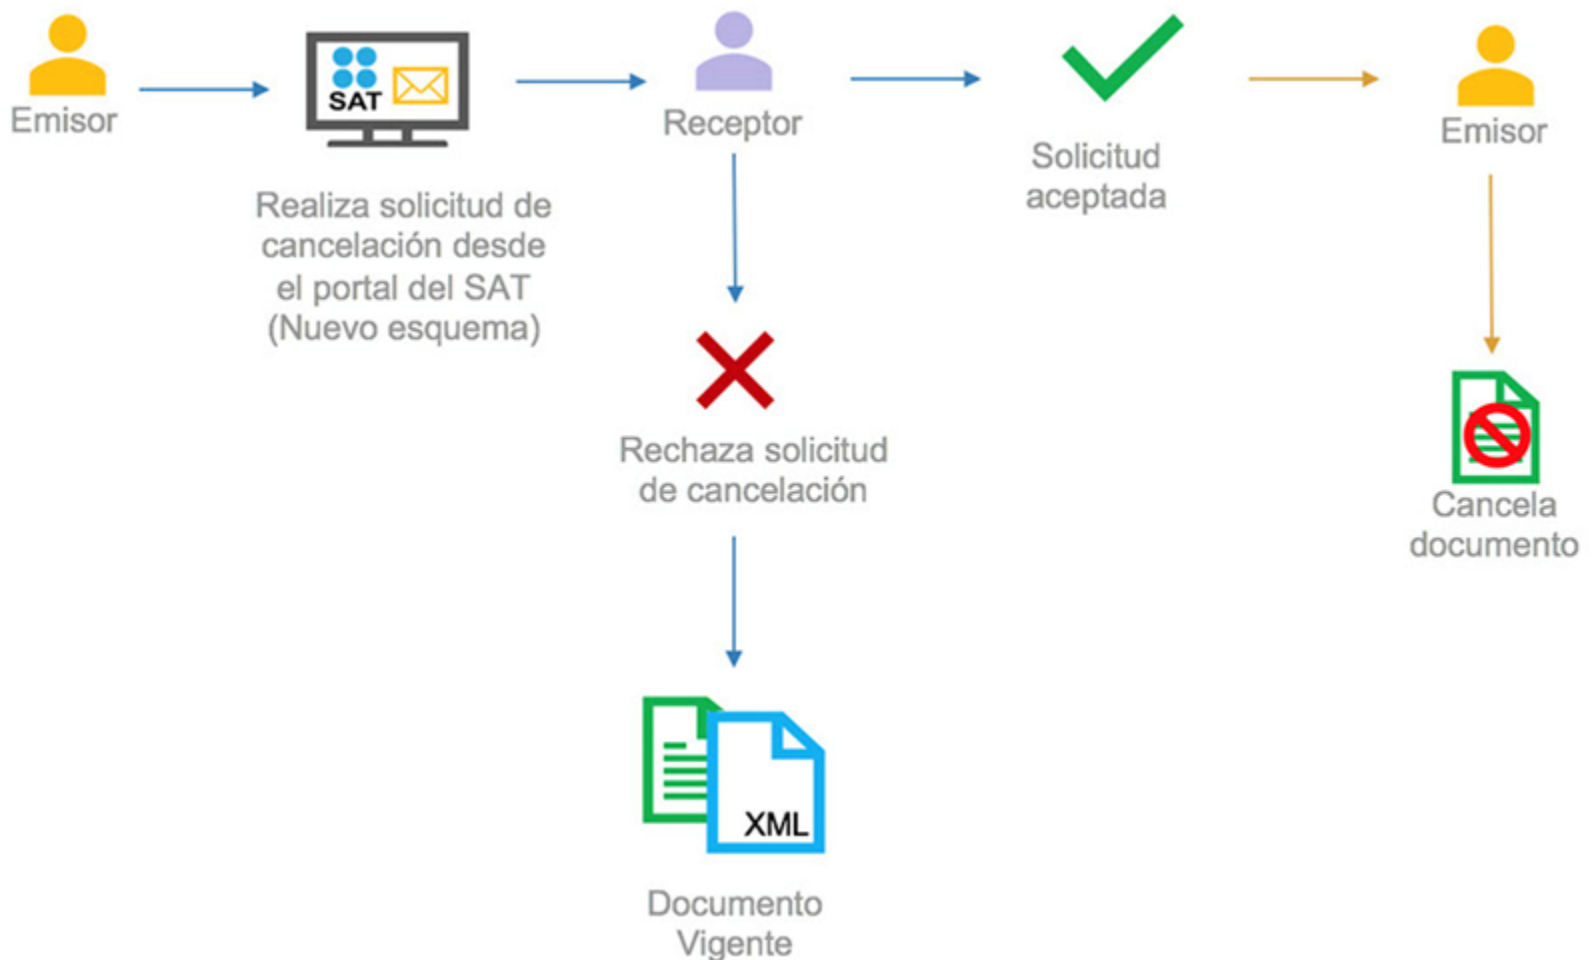 Emisor
SAT
Realiza solicitud de
cancelación desde
el portal del SAT
(Nuevo esquema)
Receptor
Solicitud
aceptada
Emisor
Rechaza solicitud
de cancelación
Cancela
documento
XML
Documento
Vigente